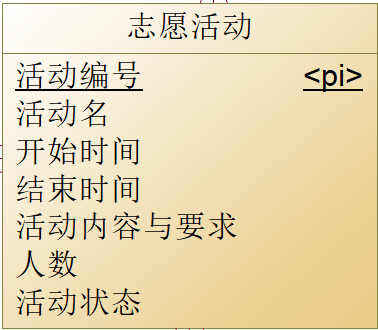 志愿活动
活动编号 <pi>
活动名
开始时间
结束时间
活动内容与要求
人数
活动状态